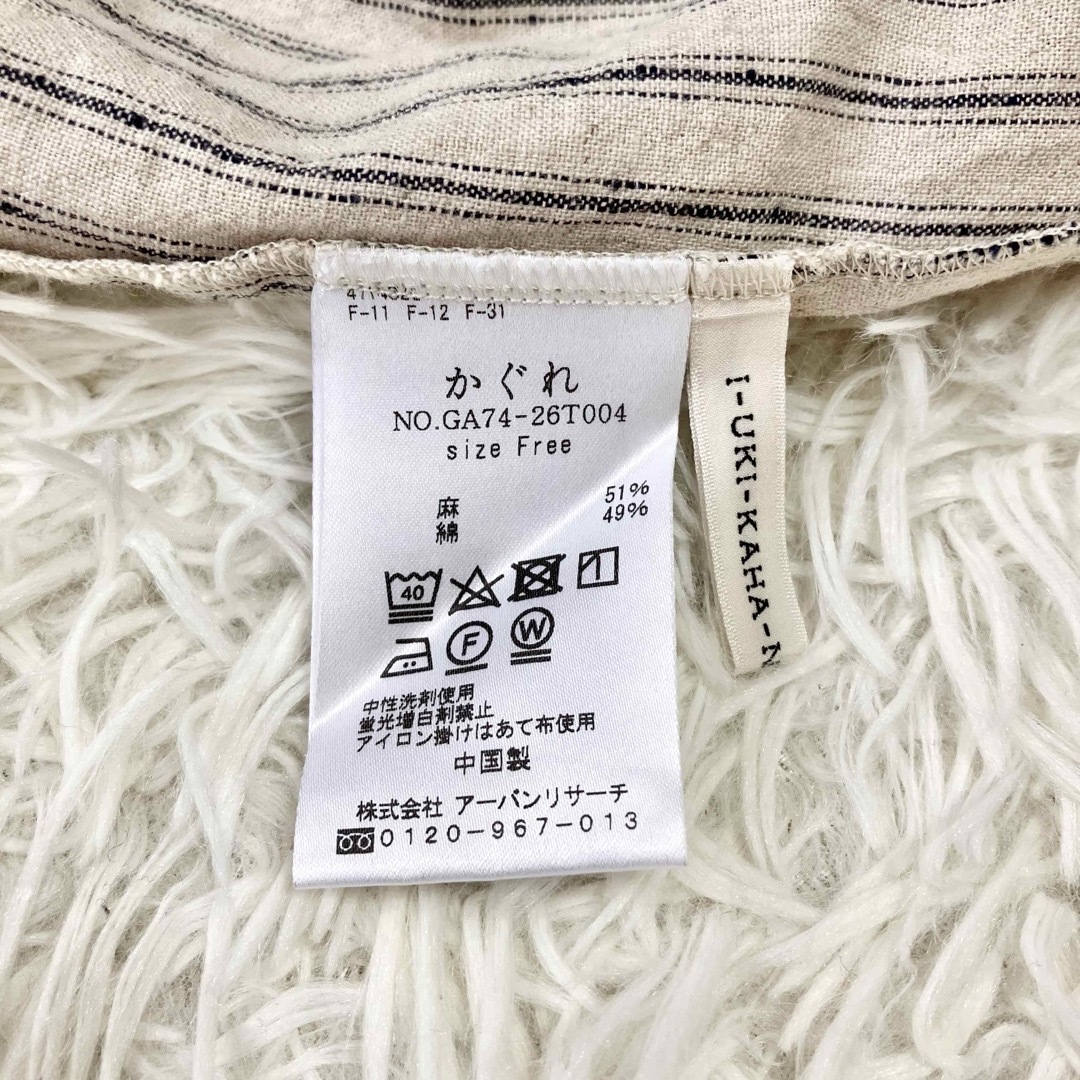 F-11 F-12 F-31
かぐれ
NO.GA74-26T004
size Free
麻 51%
綿 49%
40
F W
中性洗剤使用
蛍光増白剤禁止
アイロン掛けはあて布使用
中国製
株式会社 アーバンリサーチ
0120-967-013
I-UKI-KAHA-N